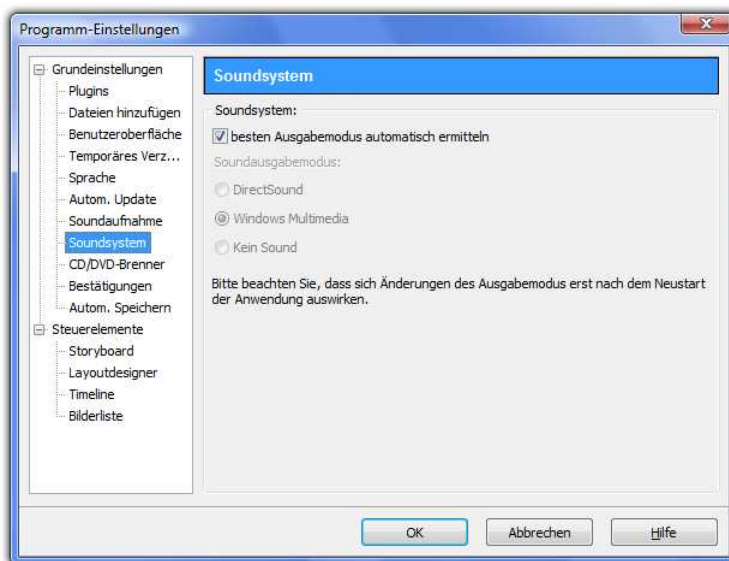 Programm-Einstellungen
Grundeinstellungen
Plugins
Dateien hinzufügen
Benutzeroberfläche
Temporäres Verz...
Sprache
Autom. Update
Soundaufnahme
Soundsystem
CD/DVD-Brenner
Bestätigungen
Autom. Speichern
Steuerelemente
Storyboard
Layoutdesigner
Timeline
Bilderliste
Soundsystem
Soundsystem:
besten Ausgabemodus automatisch ermitteln
Soundausgabemodus:
DirectSound
Windows Multimedia
Kein Sound
Bitte beachten Sie, dass sich Änderungen des Ausgabemodus erst nach dem Neustart
der Anwendung auswirken.
OK
Abbrechen
Hilfe